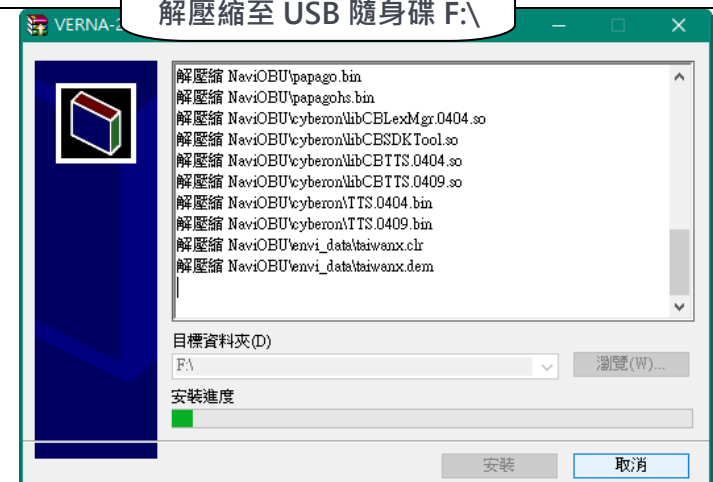 解壓縮至 USB 隨身碟 F:\
VERNA-2
解壓縮 NaviOBU\papago.bin
解壓縮 NaviOBU\papagohs.bin
解壓縮 NaviOBU\cyberon\libCBLexMgr.0404.so
解壓縮 NaviOBU\cyberon\libCBSDKTool.so
解壓縮 NaviOBU\cyberon\libCBTTS.0404.so
解壓縮 NaviOBU\cyberon\libCBTTS.0409.so
解壓縮 NaviOBU\cyberon\TTS.0404.bin
解壓縮 NaviOBU\cyberon\TTS.0409.bin
解壓縮 NaviOBU\envi_data\taiwanx.clr
解壓縮 NaviOBU\envi_data\taiwanx.dem
目標資料夾(D)
F:\
瀏覽(W)...
安裝進度
安裝
取消